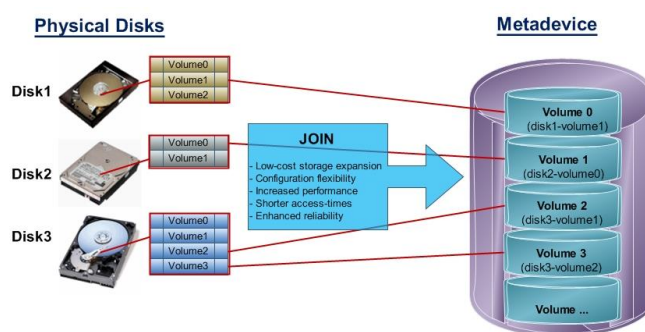 Physical Disks
Metadevice
Disk1
Volume0
Volume1
Volume2
Disk2
Volume0
Volume1
Disk3
Volume0
Volume1
Volume2
Volume3
JOIN
- Low-cost storage expansion
- Configuration flexibility
- Increased performance
- Shorter access-times
- Enhanced reliability
Volume 0
(disk1-volume1)
Volume 1
(disk2-volume0)
Volume 2
(disk3-volume1)
Volume 3
(disk3-volume2)
Volume ...